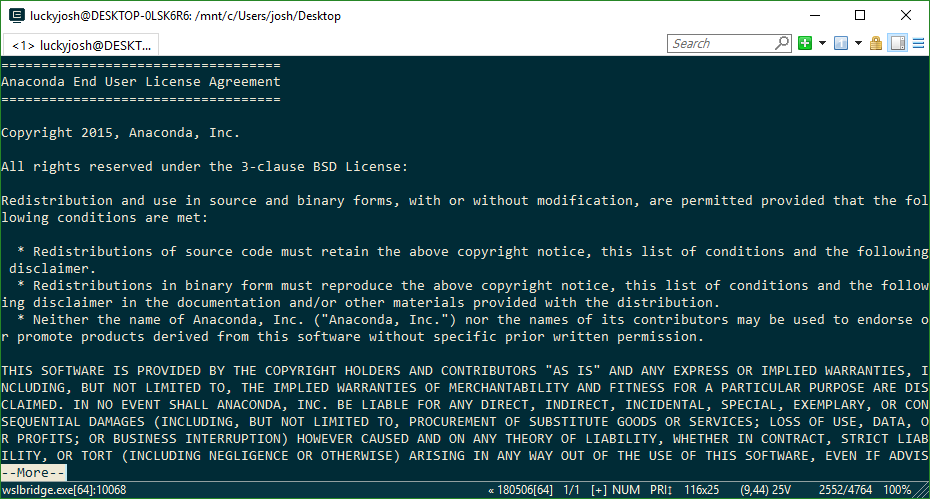 luckyjosh@DESKTOP-0LSK6R6: /mnt/c/Users/josh/Desktop
<1> luckyjosh@DESKT...
Search
===================================
Anaconda End User License Agreement
===================================
Copyright 2015, Anaconda, Inc.
All rights reserved under the 3-clause BSD License:
Redistribution and use in source and binary forms, with or without modification, are permitted provided that the fol
lowing conditions are met:
* Redistributions of source code must retain the above copyright notice, this list of conditions and the following
disclaimer.
* Redistributions in binary form must reproduce the above copyright notice, this list of conditions and the follow
ing disclaimer in the documentation and/or other materials provided with the distribution.
* Neither the name of Anaconda, Inc. ("Anaconda, Inc.") nor the names of its contributors may be used to endorse o
r promote products derived from this software without specific prior written permission.
THIS SOFTWARE IS PROVIDED BY THE COPYRIGHT HOLDERS AND CONTRIBUTORS "AS IS" AND ANY EXPRESS OR IMPLIED WARRANTIES, I
NCLUDING, BUT NOT LIMITED TO, THE IMPLIED WARRANTIES OF MERCHANTABILITY AND FITNESS FOR A PARTICULAR PURPOSE ARE DIS
CLAIMED. IN NO EVENT SHALL ANACONDA, INC. BE LIABLE FOR ANY DIRECT, INDIRECT, INCIDENTAL, SPECIAL, EXEMPLARY, OR CON
SEQUENTIAL DAMAGES (INCLUDING, BUT NOT LIMITED TO, PROCUREMENT OF SUBSTITUTE GOODS OR SERVICES; LOSS OF USE, DATA, O
R PROFITS; OR BUSINESS INTERRUPTION) HOWEVER CAUSED AND ON ANY THEORY OF LIABILITY, WHETHER IN CONTRACT, STRICT LIAB
ILITY, OR TORT (INCLUDING NEGLIGENCE OR OTHERWISE) ARISING IN ANY WAY OUT OF THE USE OF THIS SOFTWARE, EVEN IF ADVIS
--More--
wslbridge.exe[64]:10068 « 180506[64] 1/1 [+] NUM PRI↕ 116x25 (9,44) 25V 2552/4764 100%